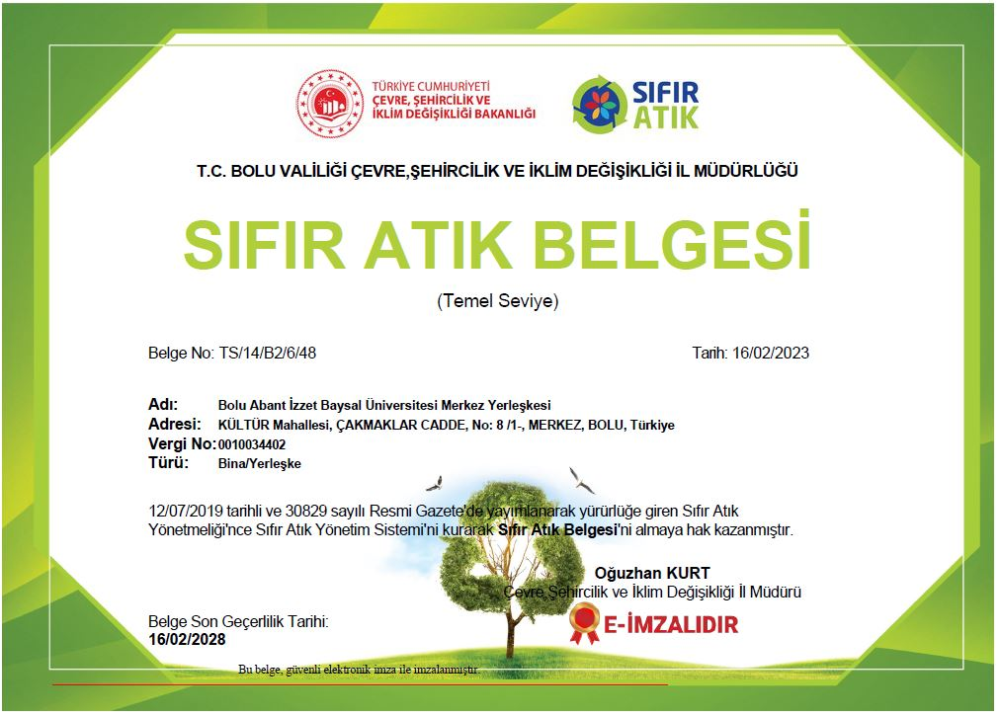 TÜRKİYE CUMHURİYETİ
ÇEVRE, ŞEHİRCİLİK VE
İKLİM DEĞİŞİKLİĞİ BAKANLIĞI
SIFIR
ATIK
T.C. BOLU VALİLİĞİ ÇEVRE,ŞEHİRCİLİK VE İKLİM DEĞİŞİKLİĞİ İL MÜDÜRLÜĞÜ
SIFIR ATIK BELGESİ
(Temel Seviye)
Belge No: TS/14/B2/6/48 Tarih: 16/02/2023
Adı: Bolu Abant İzzet Baysal Üniversitesi Merkez Yerleşkesi
Adresi: KÜLTÜR Mahallesi, ÇAKMAKLAR CADDE, No: 8 /1-, MERKEZ, BOLU, Türkiye
Vergi No: 0010034402
Türü: Bina/Yerleşke
12/07/2019 tarihli ve 30829 sayılı Resmi Gazete'de yayımlanarak yürürlüğe giren Sıfır Atık
Yönetmeliği'nce Sıfır Atık Yönetim Sistemi'ni kurarak Sıfır Atık Belgesi'ni almaya hak kazanmıştır.
Oğuzhan KURT
Çevre,Şehircilik ve İklim Değişikliği İl Müdürü
E-İMZALIDIR
Belge Son Geçerlilik Tarihi:
16/02/2028
Bu belge, güvenli elektronik imza ile imzalanmıştır.